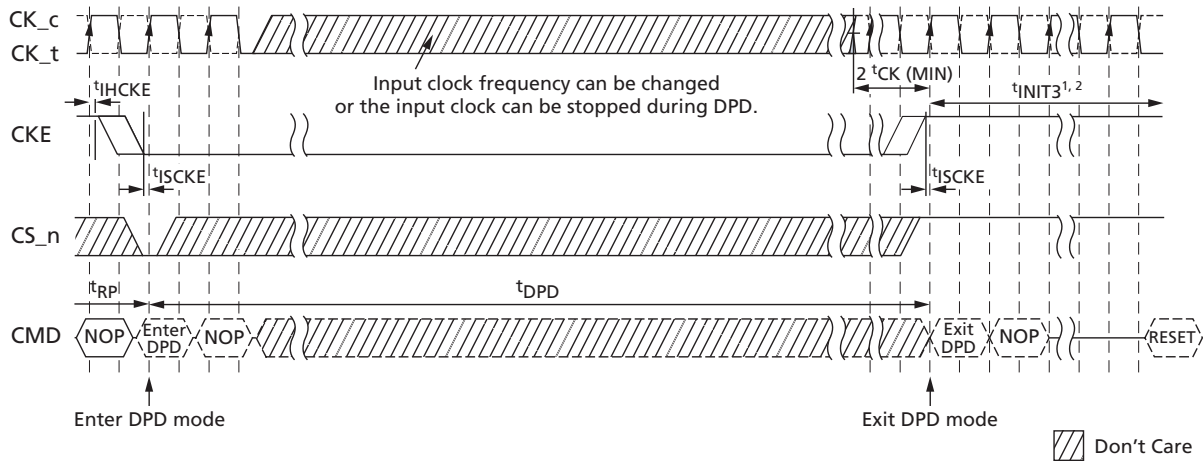 CK_c
CK_t
Input clock frequency can be changed
or the input clock can be stopped during DPD.
2 tCK (MIN)
tINIT31, 2
tIHCKE
CKE
tISCKE
tISCKE
CS_n
tRP
tDPD
CMD
NOP
Enter
DPD
NOP
Exit
DPD
NOP
RESET
Enter DPD mode
Exit DPD mode
Don't Care